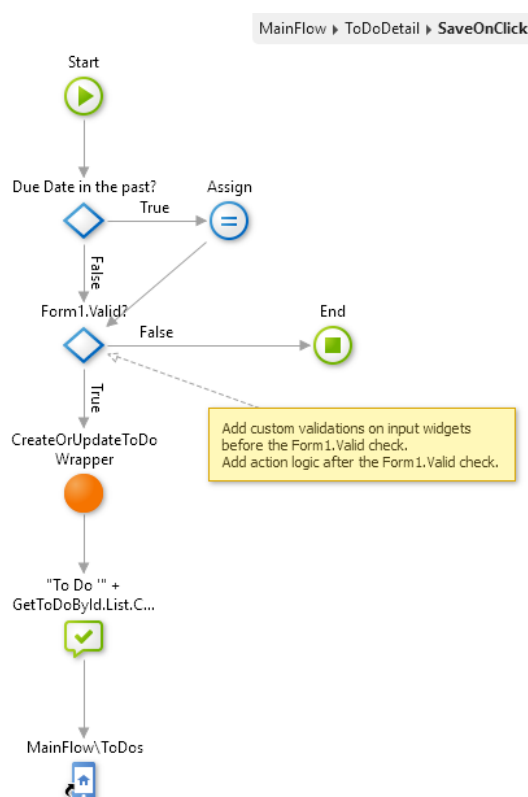 MainFlow ▸ ToDoDetail ▸ SaveOnClick
Start
Due Date in the past?
Assign
True
False
Form1.Valid?
End
False
True
Add custom validations on input widgets
before the Form1.Valid check.
Add action logic after the Form1.Valid check.
CreateOrUpdateToDo
Wrapper
"To Do '" +
GetToDoById.List.C...
MainFlow\ToDos